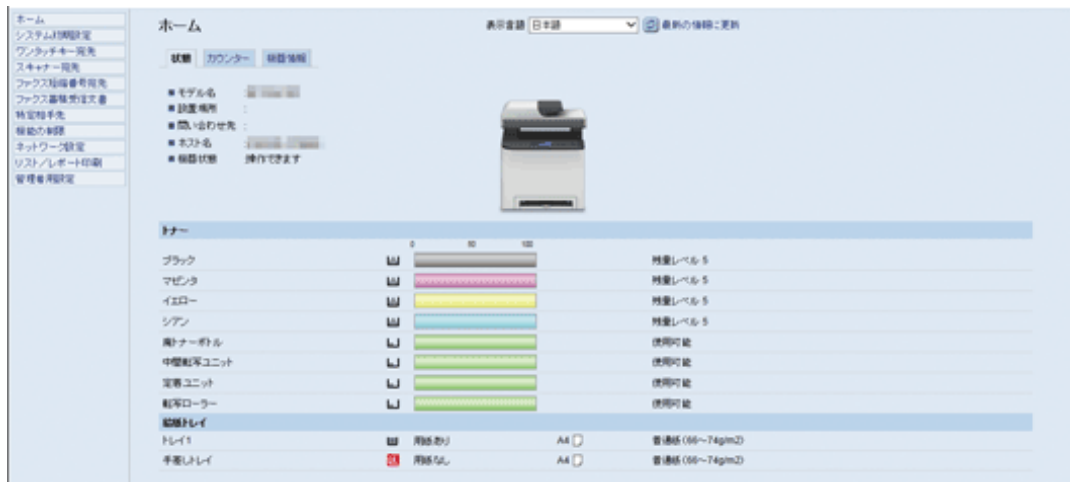 ホーム
システム初期設定
ワンタッチキー宛先
スキャナー宛先
ファクス短縮番号宛先
ファクス蓄積受信文書
特定相手先
機能の制限
ネットワーク設定
リスト／レポート印刷
管理者用設定
ホーム
表示言語 日本語 最新の情報に更新
状態 カウンター 機器情報
■モデル名 :
■設置場所 :
■問い合わせ先 :
■ホスト名 :
■機器状態 操作できます
トナー
0 50 100
ブラック 残量レベル 5
マゼンタ 残量レベル 5
イエロー 残量レベル 5
シアン 残量レベル 5
廃トナーボトル 使用可能
中間転写ユニット 使用可能
定着ユニット 使用可能
転写ローラー 使用可能
給紙トレイ
トレイ1 用紙あり A4 普通紙 (66～74g/m2)
手差しトレイ 用紙なし A4 普通紙 (66～74g/m2)